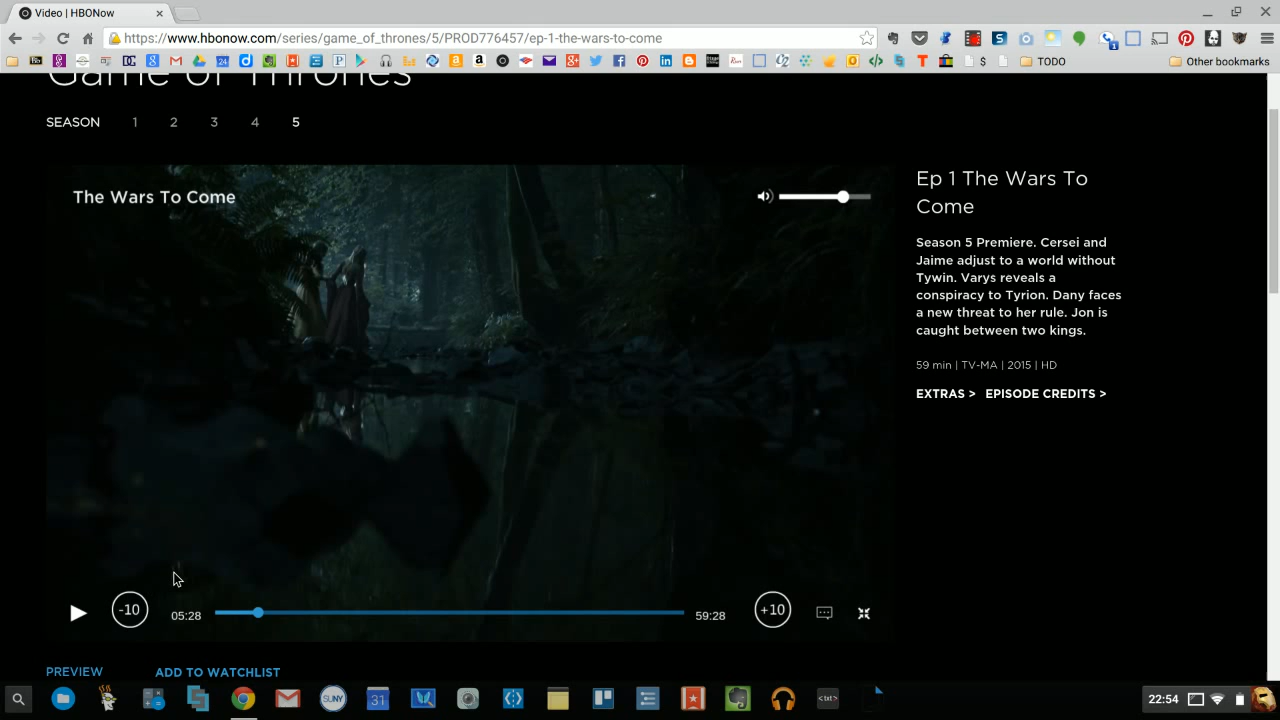 Video | HBONow
https://www.hbonow.com/series/game_of_thrones/5/PROD776457/ep-1-the-wars-to-come
TODO
Other bookmarks
Game of Thrones
SEASON 1 2 3 4 5
The Wars To Come
Ep 1 The Wars To
Come
Season 5 Premiere. Cersei and
Jaime adjust to a world without
Tywin. Varys reveals a
conspiracy to Tyrion. Dany faces
a new threat to her rule. Jon is
caught between two kings.
59 min | TV-MA | 2015 | HD
EXTRAS > EPISODE CREDITS >
-10 05:28 59:28 +10
PREVIEW ADD TO WATCHLIST
SUNY 31 <txt> 22:54